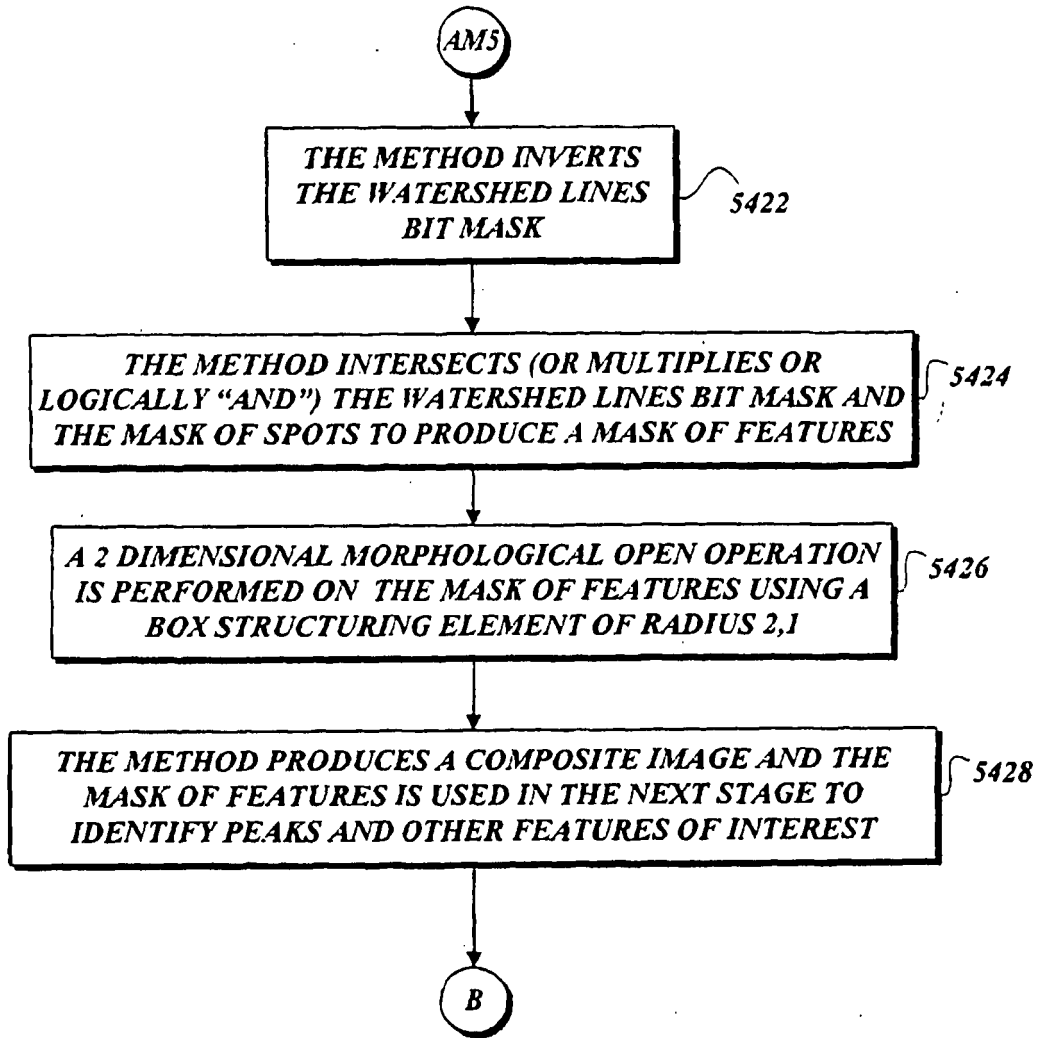 AM5
THE METHOD INVERTS
THE WATERSHED LINES
BIT MASK
5422
THE METHOD INTERSECTS (OR MULTIPLIES OR
LOGICALLY “AND”) THE WATERSHED LINES BIT MASK AND
THE MASK OF SPOTS TO PRODUCE A MASK OF FEATURES
5424
A 2 DIMENSIONAL MORPHOLOGICAL OPEN OPERATION
IS PERFORMED ON THE MASK OF FEATURES USING A
BOX STRUCTURING ELEMENT OF RADIUS 2,1
5426
THE METHOD PRODUCES A COMPOSITE IMAGE AND THE
MASK OF FEATURES IS USED IN THE NEXT STAGE TO
IDENTIFY PEAKS AND OTHER FEATURES OF INTEREST
5428
B